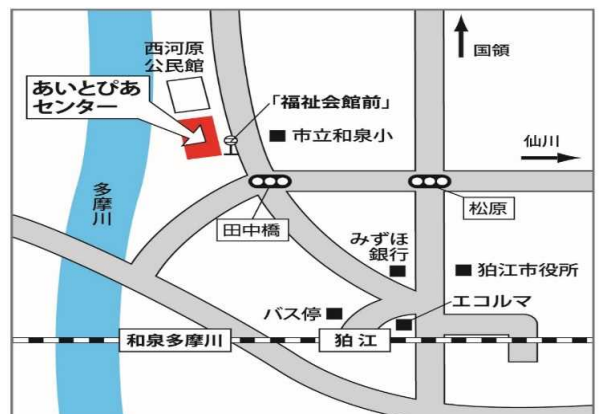 西河原
公民館
国領
あいとぴあ
センター
「福祉会館前」
市立和泉小
仙川
多摩川
田中橋
松原
みずほ
銀行
狛江市役所
エコルマ
バス停
和泉多摩川
狛江